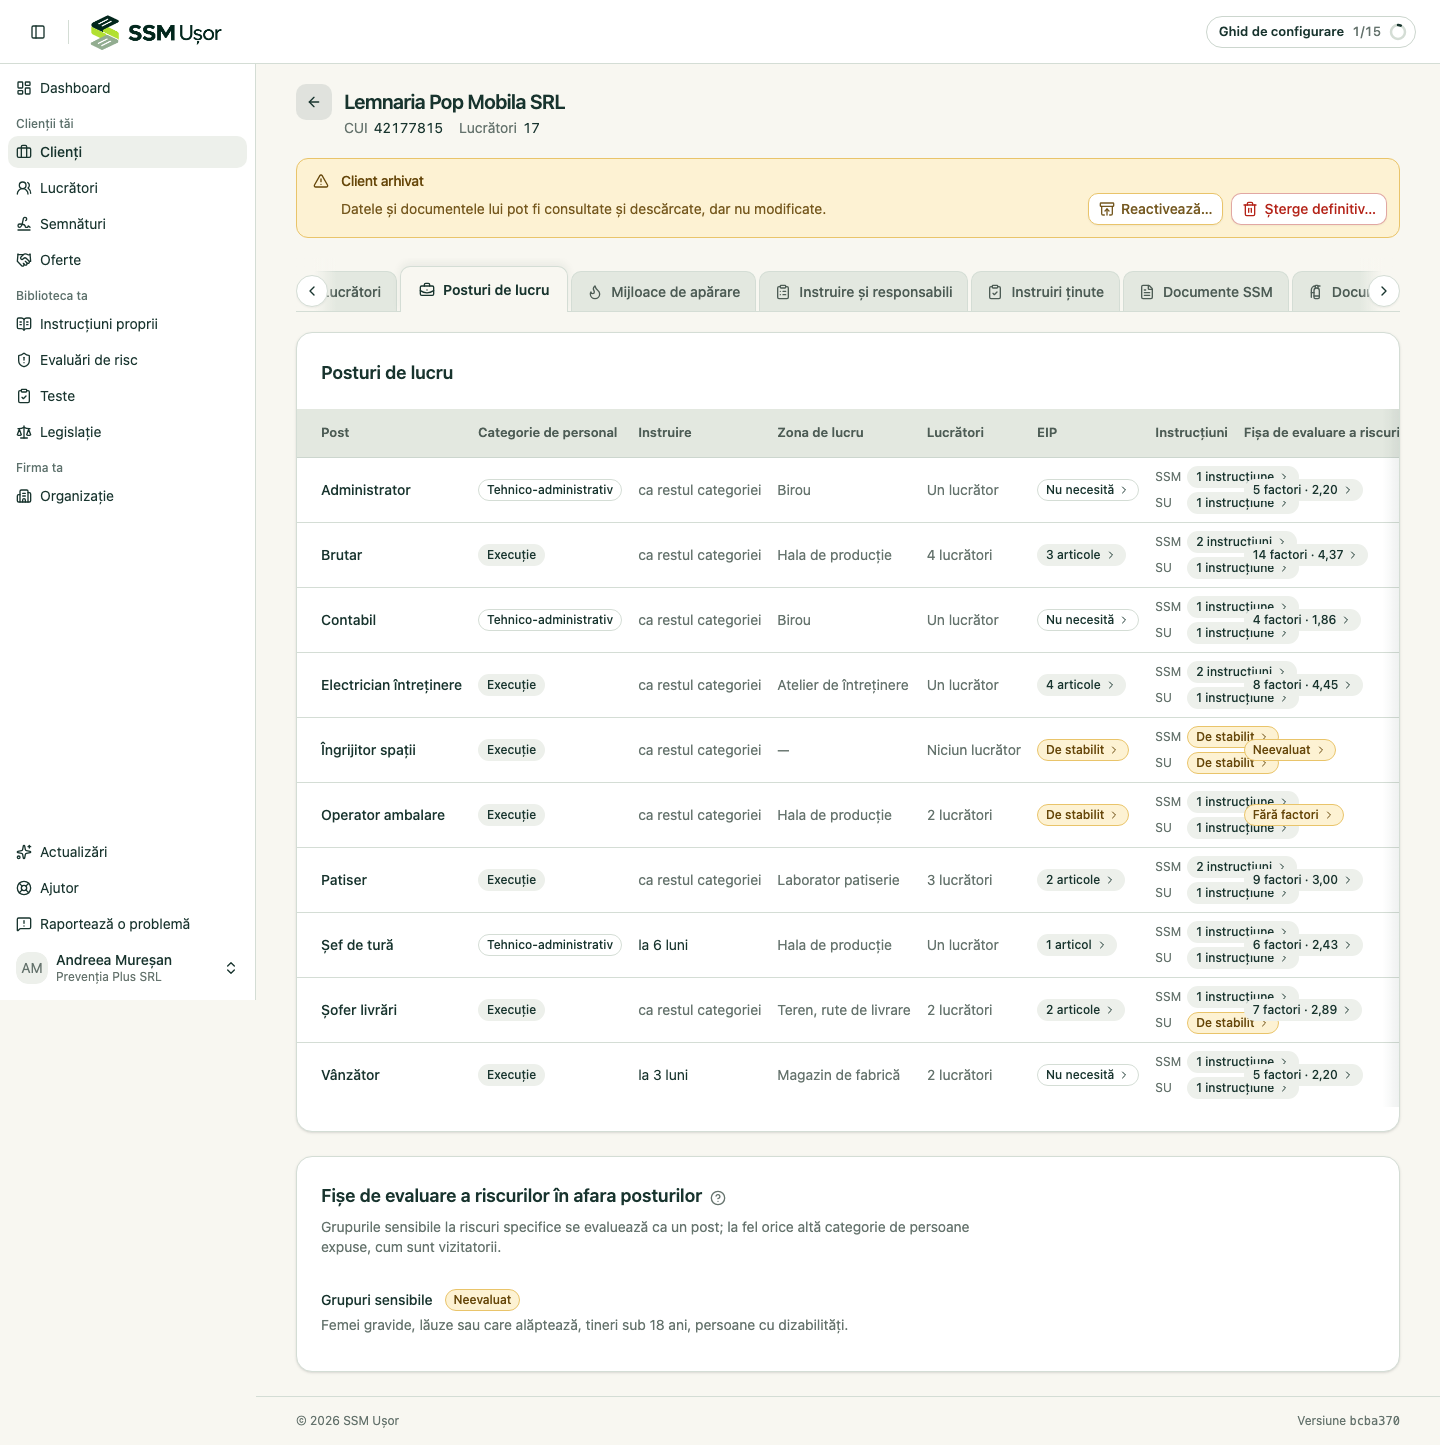 SSM Ușor
Ghid de configurare 1/15
Dashboard
Clienții tăi
Clienți
Lucrători
Semnături
Oferte
Biblioteca ta
Instrucțiuni proprii
Evaluări de risc
Teste
Legislație
Firma ta
Organizație
Actualizări
Ajutor
Raportează o problemă
AM
Andreea Mureșan
Prevenția Plus SRL
Lemnaria Pop Mobila SRL
CUI 42177815 Lucrători 17
Client arhivat
Datele și documentele lui pot fi consultate și descărcate, dar nu modificate.
Reactivează...
Șterge definitiv...
Posturi de lucru
Mijloace de apărare
Instruire și responsabili
Instruiri ținute
Documente SSM
Posturi de lucru
Post Categorie de personal Instruire Zona de lucru Lucrători EIP Instrucțiuni Fișa de evaluare a riscuri
Administrator Tehnico-administrativ ca restul categoriei Birou Un lucrător Nu necesită SSM 1 instrucțiune SU 1 instrucțiune 5 factori · 2,20
Brutar Execuție ca restul categoriei Hala de producție 4 lucrători 3 articole SSM 2 instrucțiuni SU 1 instrucțiune 14 factori · 4,37
Contabil Tehnico-administrativ ca restul categoriei Birou Un lucrător Nu necesită SSM 1 instrucțiune SU 1 instrucțiune 4 factori · 1,86
Electrician întreținere Execuție ca restul categoriei Atelier de întreținere Un lucrător 4 articole SSM 2 instrucțiuni SU 1 instrucțiune 8 factori · 4,45
Îngrijitor spații Execuție ca restul categoriei — Niciun lucrător De stabilit SSM De stabilit SU De stabilit Neevaluat
Operator ambalare Execuție ca restul categoriei Hala de producție 2 lucrători De stabilit SSM 1 instrucțiune SU 1 instrucțiune Fără factori
Patiser Execuție ca restul categoriei Laborator patiserie 3 lucrători 2 articole SSM 2 instrucțiuni SU 1 instrucțiune 9 factori · 3,00
Șef de tură Tehnico-administrativ la 6 luni Hala de producție Un lucrător 1 articol SSM 1 instrucțiune SU 1 instrucțiune 6 factori · 2,43
Șofer livrări Execuție ca restul categoriei Teren, rute de livrare 2 lucrători 2 articole SSM 1 instrucțiune SU De stabilit 7 factori · 2,89
Vânzător Execuție la 3 luni Magazin de fabrică 2 lucrători Nu necesită SSM 1 instrucțiune SU 1 instrucțiune 5 factori · 2,20
Fișe de evaluare a riscurilor în afara posturilor
Grupurile sensibile la riscuri specifice se evaluează ca un post; la fel orice altă categorie de persoane
expuse, cum sunt vizitatorii.
Grupuri sensibile Neevaluat
Femei gravide, lăuze sau care alăptează, tineri sub 18 ani, persoane cu dizabilități.
© 2026 SSM Ușor
Versiune bcba370